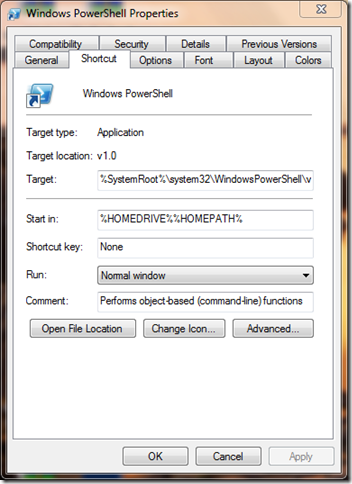 Windows PowerShell Properties
Compatibility Security Details Previous Versions
General Shortcut Options Font Layout Colors
Windows PowerShell
Target type: Application
Target location: v1.0
Target: %SystemRoot%\system32\WindowsPowerShell\v
Start in: %HOMEDRIVE%%HOMEPATH%
Shortcut key: None
Run: Normal window
Comment: Performs object-based (command-line) functions
Open File Location Change Icon... Advanced...
OK Cancel Apply